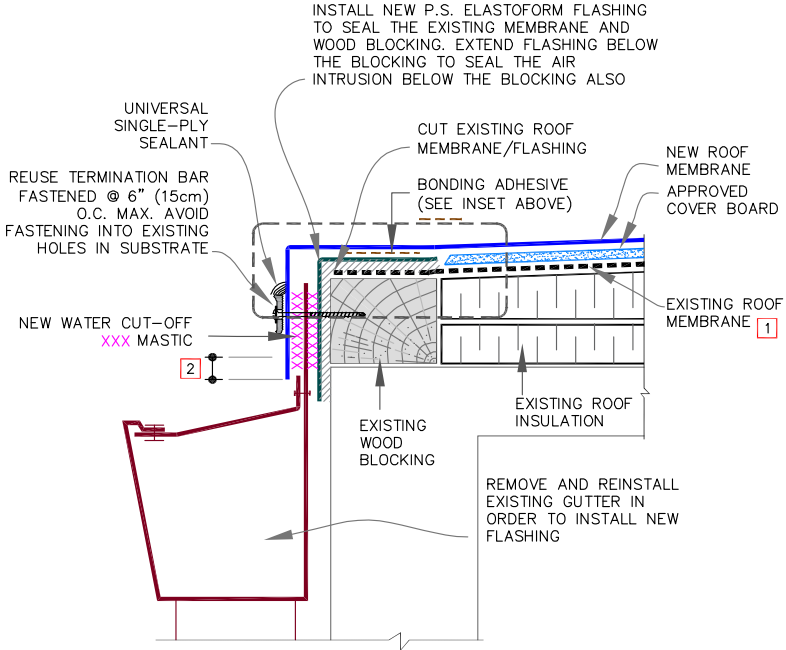 INSTALL NEW P.S. ELASTOFORM FLASHING
TO SEAL THE EXISTING MEMBRANE AND
WOOD BLOCKING. EXTEND FLASHING BELOW
THE BLOCKING TO SEAL THE AIR
INTRUSION BELOW THE BLOCKING ALSO
UNIVERSAL
SINGLE-PLY
SEALANT
CUT EXISTING ROOF
MEMBRANE/FLASHING
NEW ROOF
MEMBRANE
REUSE TERMINATION BAR
FASTENED @ 6" (15cm)
O.C. MAX. AVOID
FASTENING INTO EXISTING
HOLES IN SUBSTRATE
BONDING ADHESIVE
(SEE INSET ABOVE)
APPROVED
COVER BOARD
EXISTING ROOF
MEMBRANE 1
NEW WATER CUT-OFF
XXX MASTIC
2
EXISTING
WOOD
BLOCKING
EXISTING ROOF
INSULATION
REMOVE AND REINSTALL
EXISTING GUTTER IN
ORDER TO INSTALL NEW
FLASHING